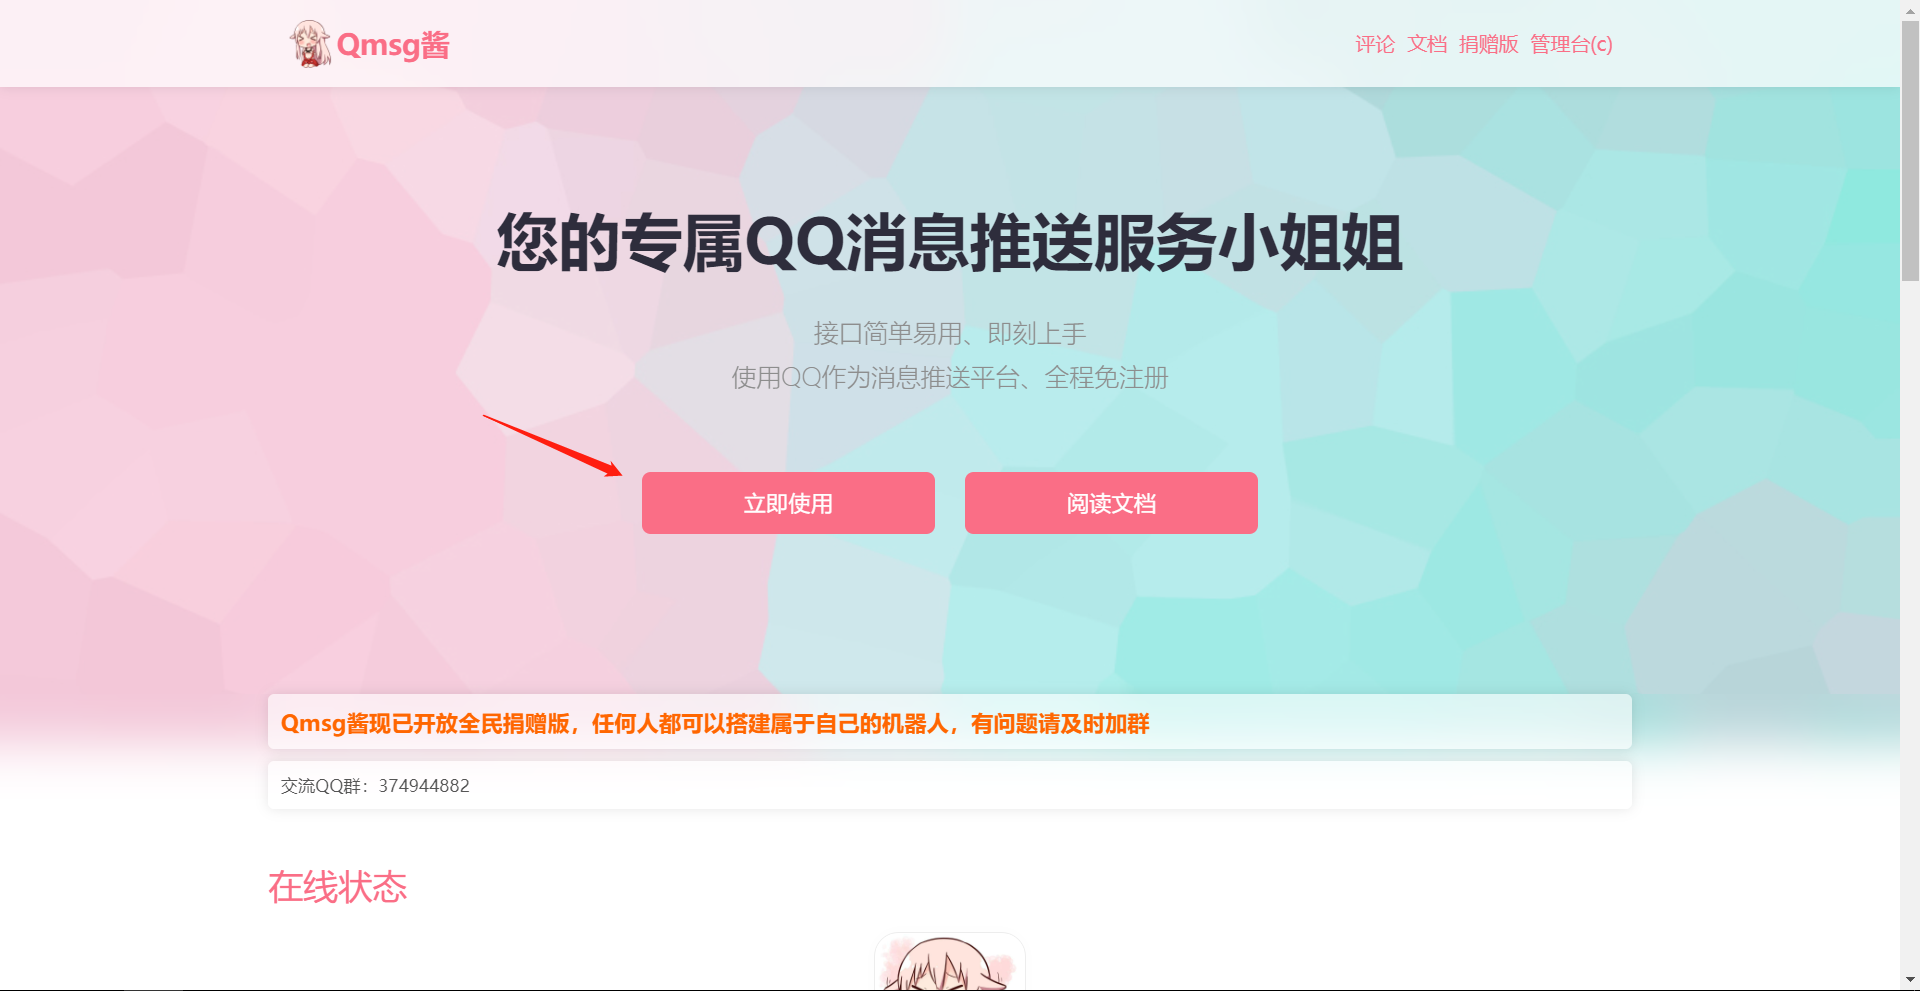 Qmsg酱
评论 文档 捐赠版 管理台(c)
您的专属QQ消息推送服务小姐姐
接口简单易用、即刻上手
使用QQ作为消息推送平台、全程免注册
立即使用
阅读文档
Qmsg酱现已开放全民捐赠版，任何人都可以搭建属于自己的机器人，有问题请及时加群
交流QQ群：374944882
在线状态